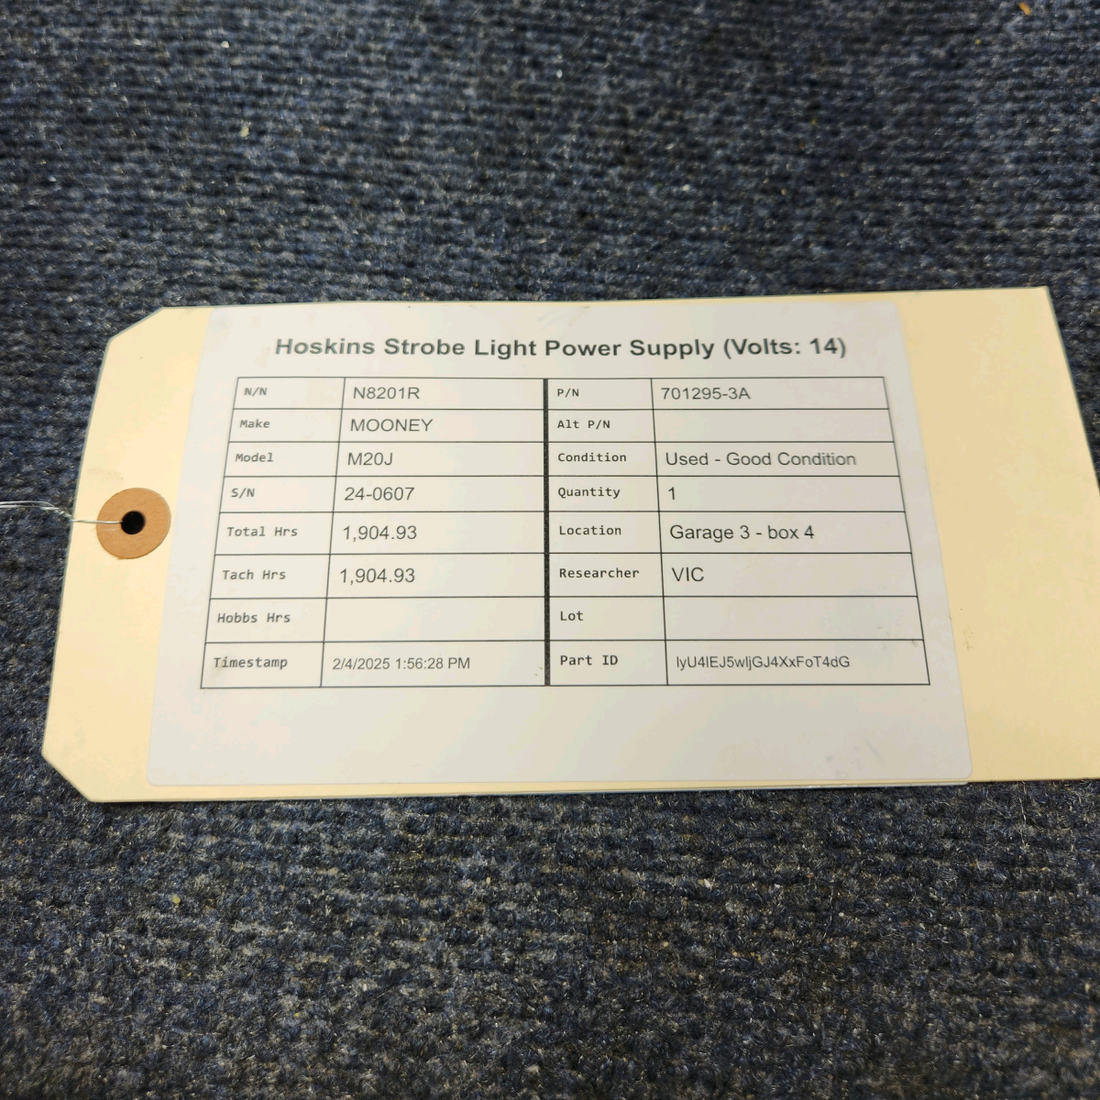 Hoskins Strobe Light Power Supply (Volts: 14)
N/N N8201R P/N 701295-3A
Make MOONEY Alt P/N
Model M20J Condition Used - Good Condition
S/N 24-0607 Quantity 1
Total Hrs 1,904.93 Location Garage 3 - box 4
Tach Hrs 1,904.93 Researcher VIC
Hobbs Hrs Lot
Timestamp 2/4/2025 1:56:28 PM Part ID